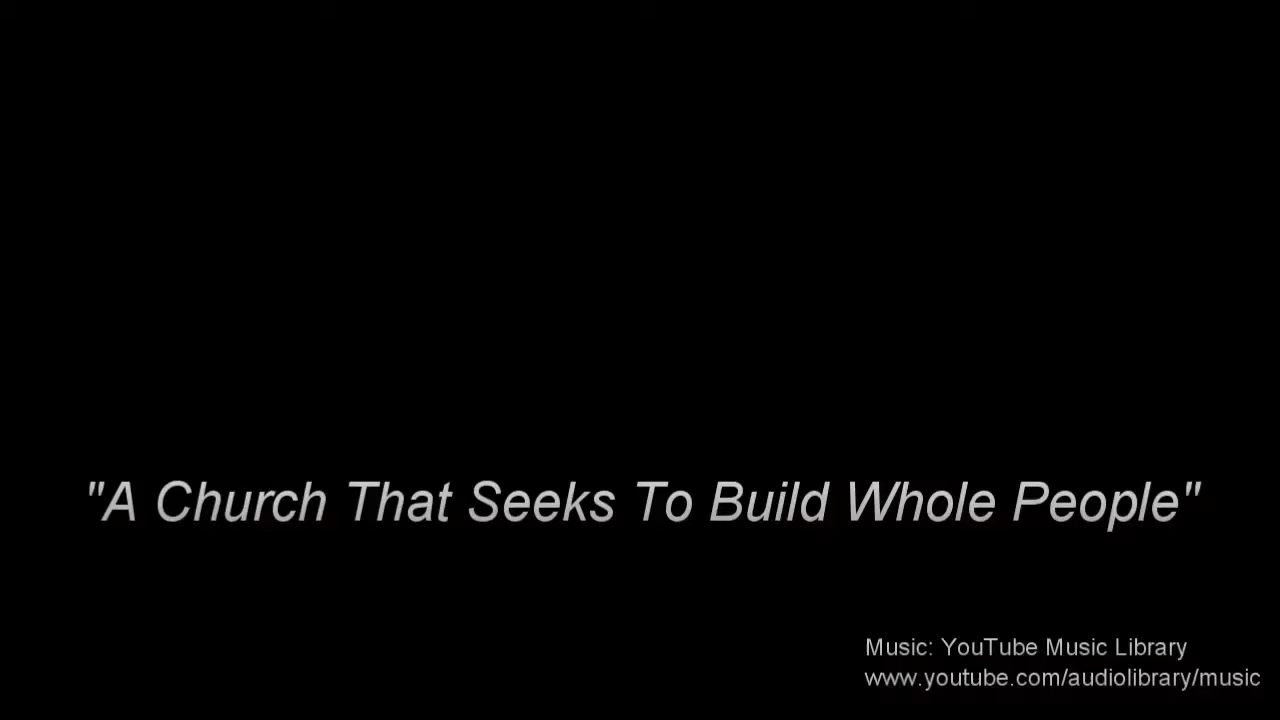 "A Church That Seeks To Build Whole People"
Music: YouTube Music Library
www.youtube.com/audiolibrary/music